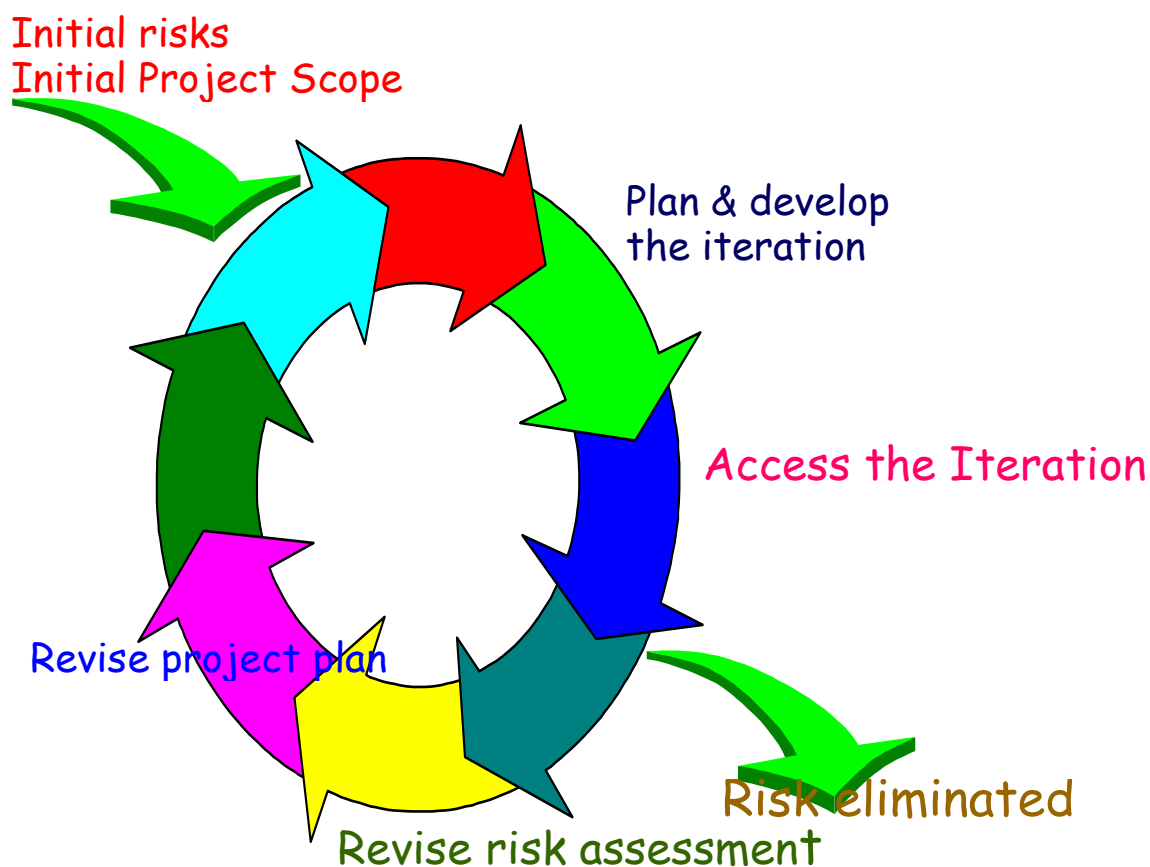 Initial risks
Initial Project Scope
Plan & develop
the iteration
Access the Iteration
Revise project plan
Risk eliminated
Revise risk assessment